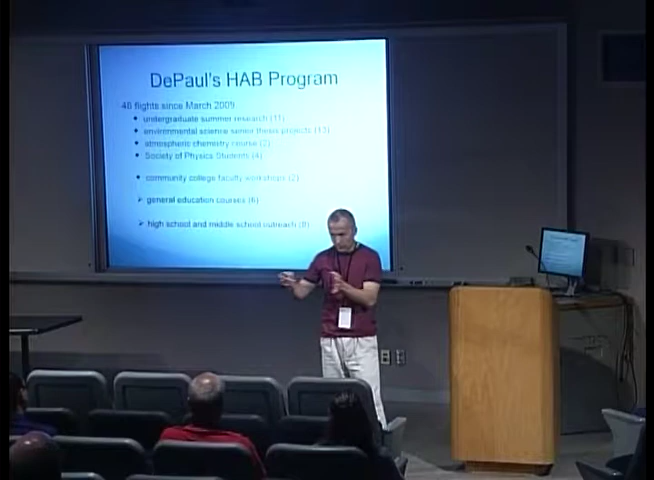 DePaul's HAB Program
48 flights since March 2009
undergraduate summer research (11)
environmental science senior thesis projects (13)
atmospheric chemistry course (2)
Society of Physics Students (4)
community college faculty workshops (2)
general education courses (6)
high school and middle school outreach (8)